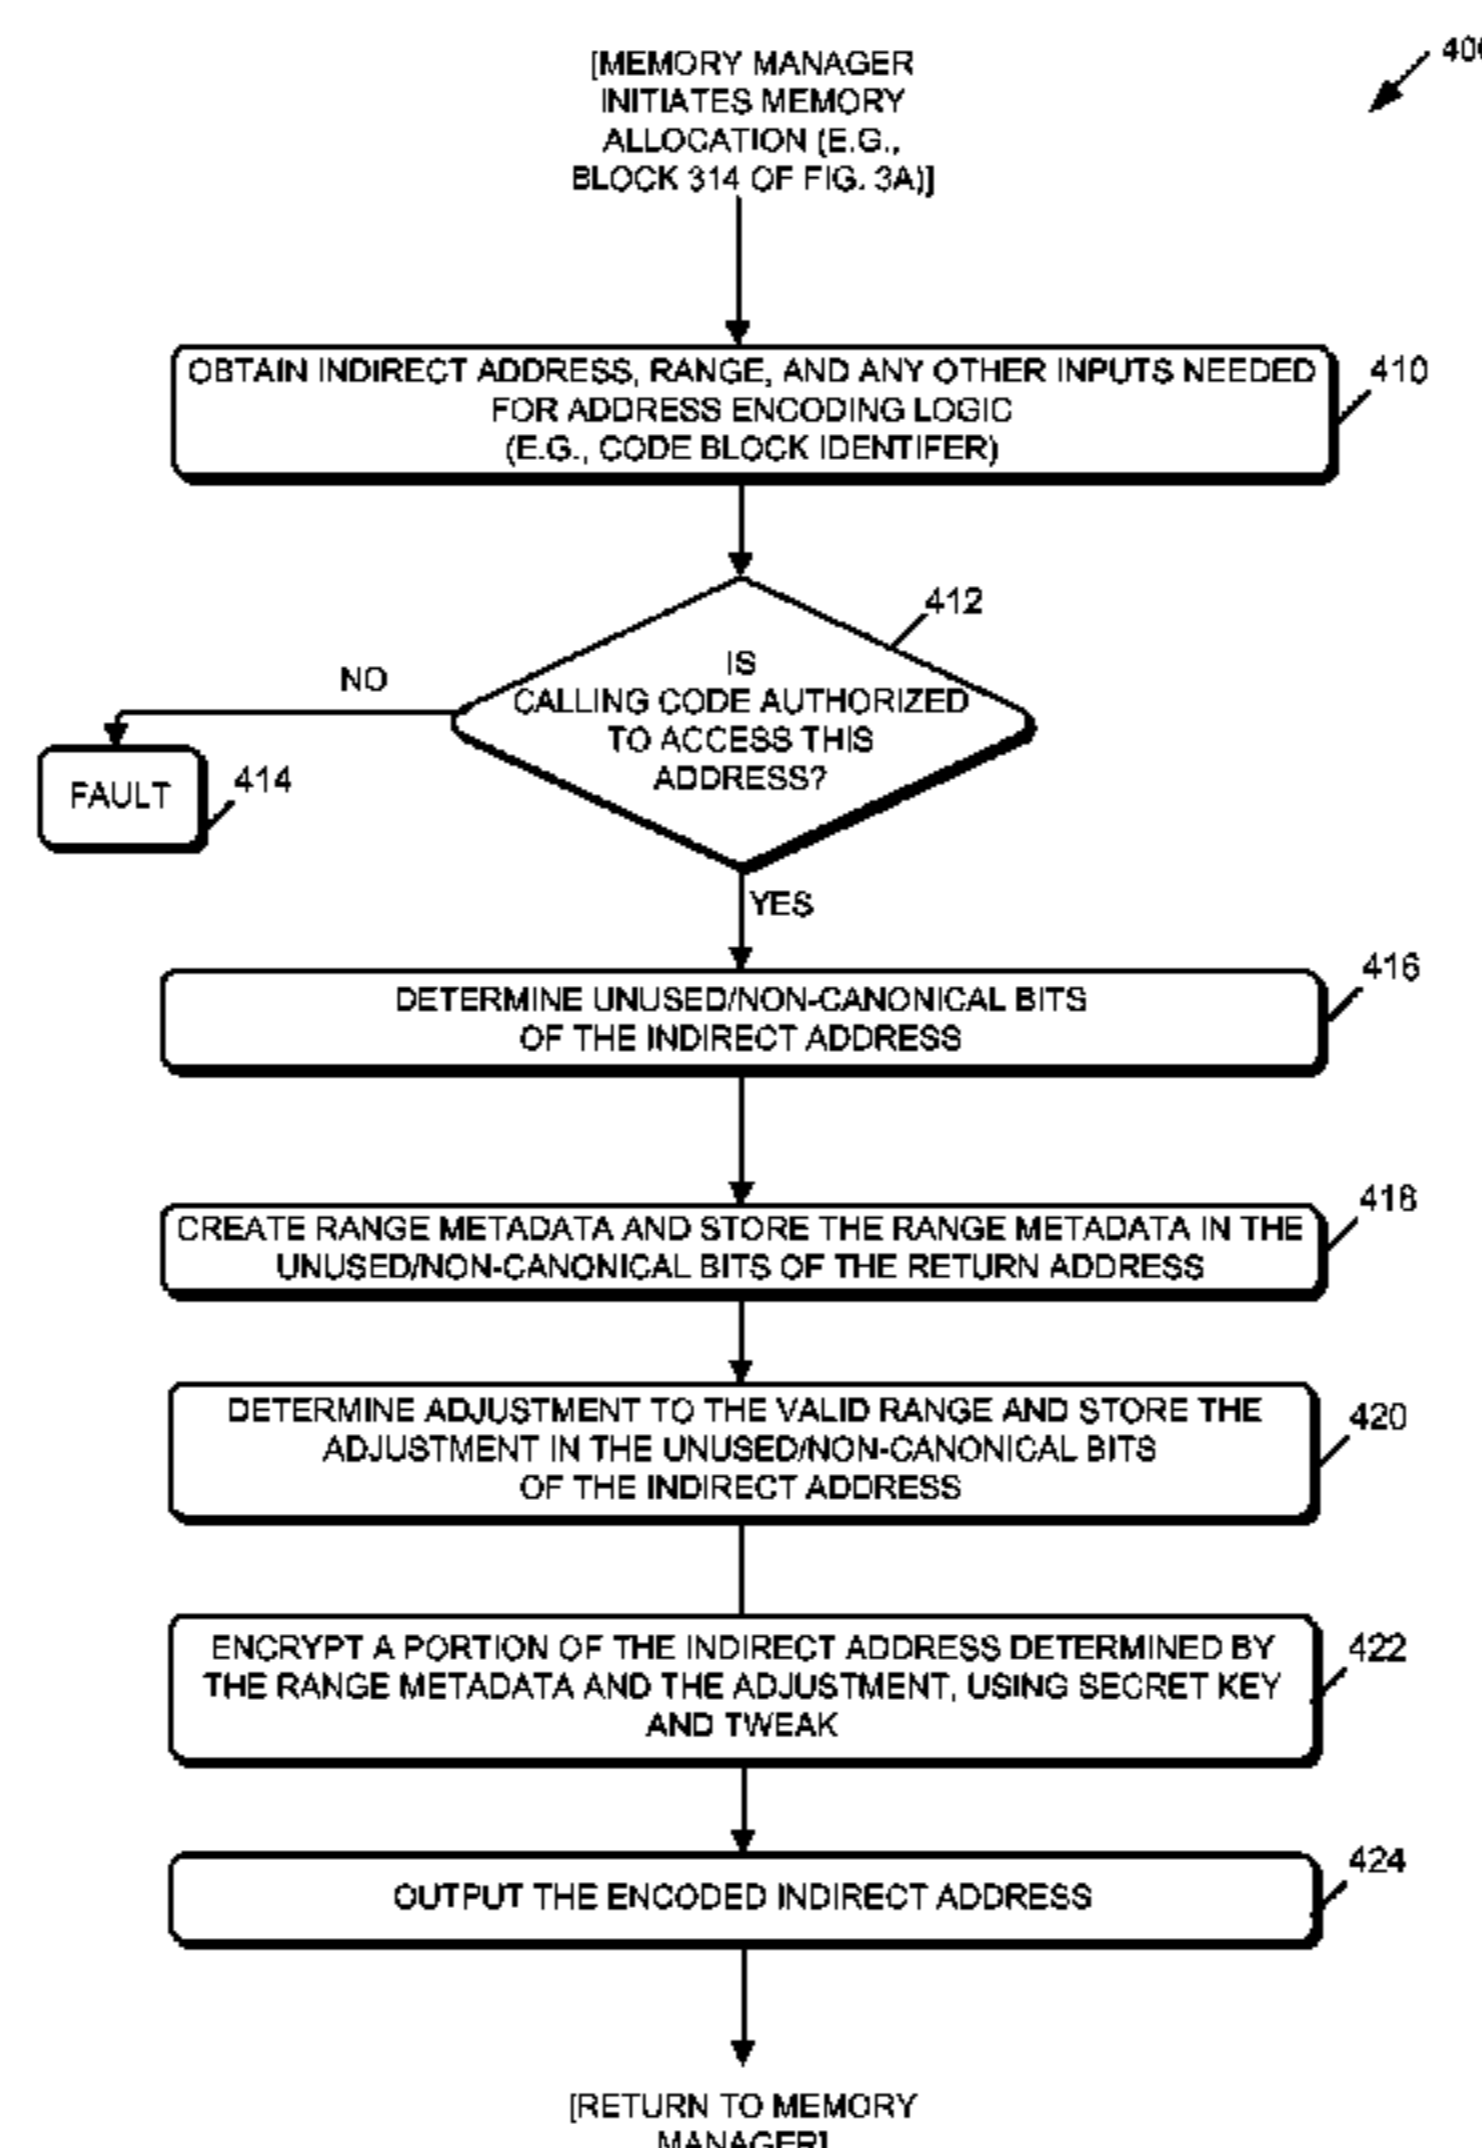 400
[MEMORY MANAGER
INITIATES MEMORY
ALLOCATION (E.G.,
BLOCK 314 OF FIG. 3A)]
OBTAIN INDIRECT ADDRESS, RANGE, AND ANY OTHER INPUTS NEEDED
FOR ADDRESS ENCODING LOGIC
(E.G., CODE BLOCK IDENTIFER)
410
412
IS
CALLING CODE AUTHORIZED
TO ACCESS THIS
ADDRESS?
NO
FAULT
414
YES
DETERMINE UNUSED/NON-CANONICAL BITS
OF THE INDIRECT ADDRESS
416
CREATE RANGE METADATA AND STORE THE RANGE METADATA IN THE
UNUSED/NON-CANONICAL BITS OF THE RETURN ADDRESS
418
DETERMINE ADJUSTMENT TO THE VALID RANGE AND STORE THE
ADJUSTMENT IN THE UNUSED/NON-CANONICAL BITS
OF THE INDIRECT ADDRESS
420
ENCRYPT A PORTION OF THE INDIRECT ADDRESS DETERMINED BY
THE RANGE METADATA AND THE ADJUSTMENT, USING SECRET KEY
AND TWEAK
422
OUTPUT THE ENCODED INDIRECT ADDRESS
424
[RETURN TO MEMORY
MANAGER]